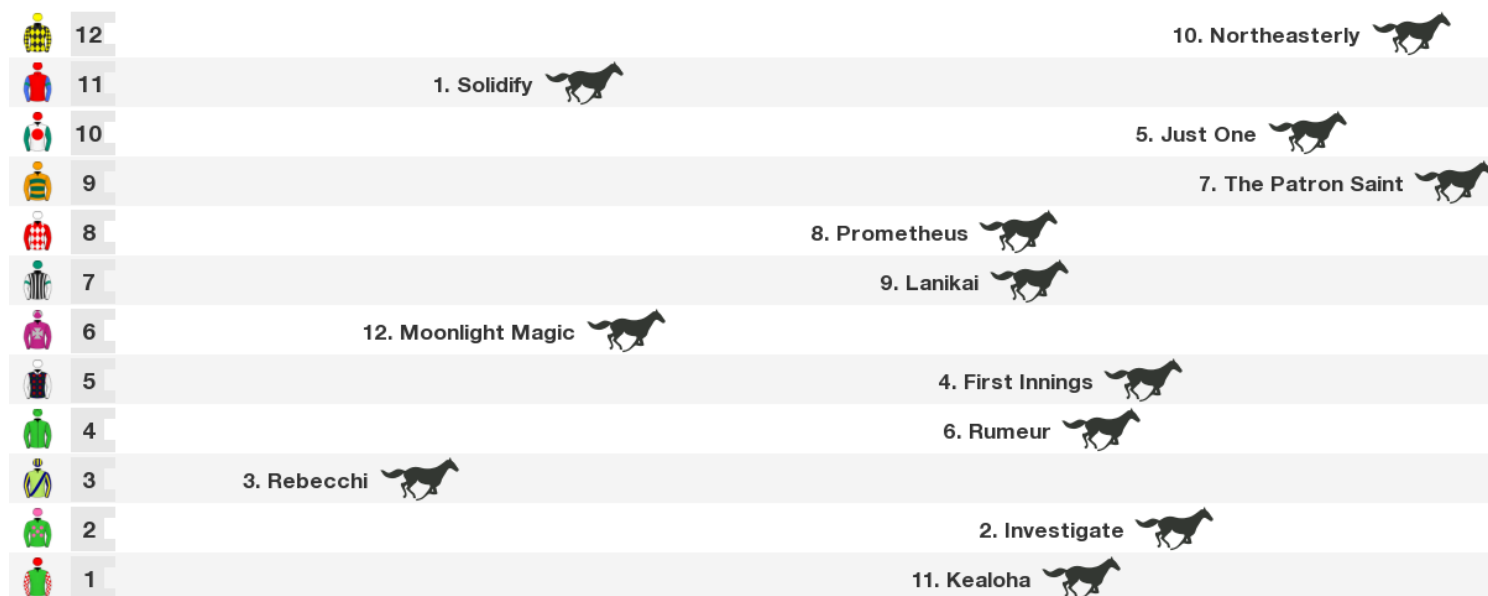 12 10. Northeasterly
11 1. Solidify
10 5. Just One
9 7. The Patron Saint
8 8. Prometheus
7 9. Lanikai
6 12. Moonlight Magic
5 4. First Innings
4 6. Rumeur
3 3. Rebecchi
2 2. Investigate
1 11. Kealoha